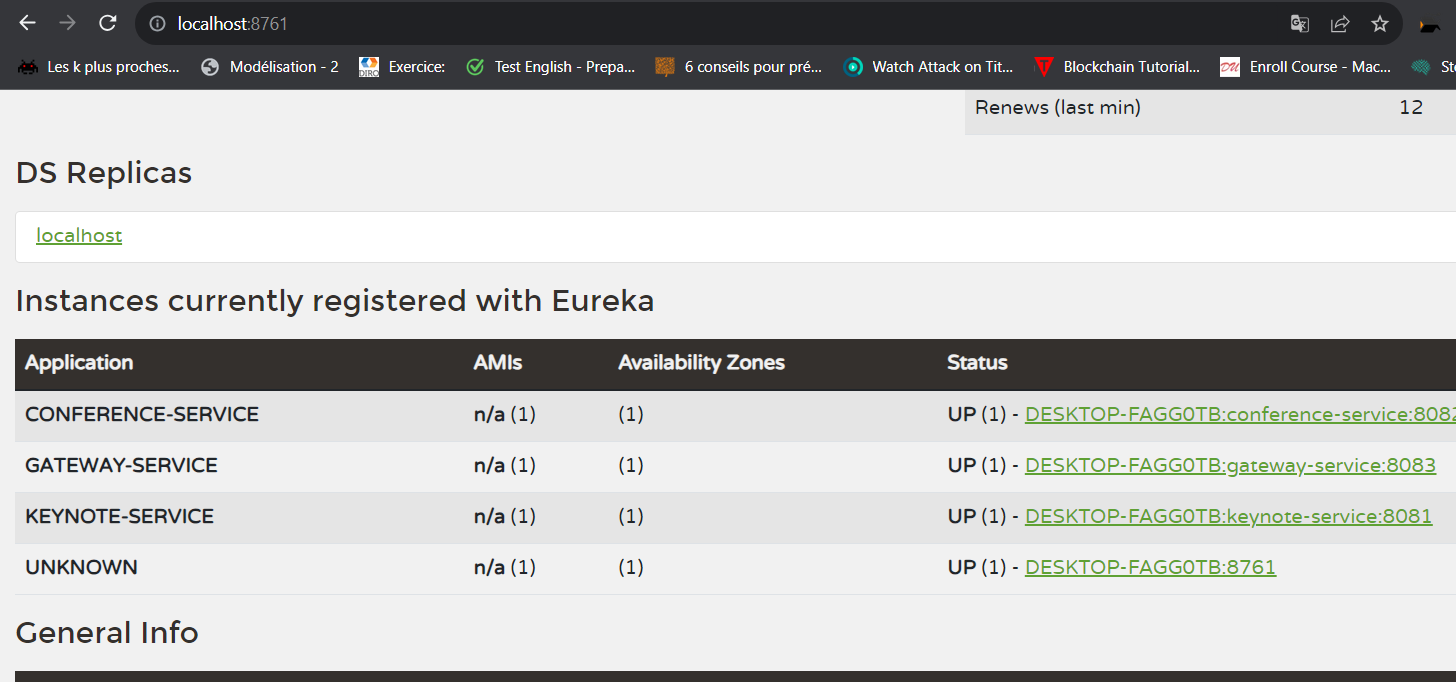 localhost:8761
Les k plus proches... Modélisation - 2 DIRO Exercice: Test English - Prepa... 6 conseils pour pré... Watch Attack on Tit... Blockchain Tutorial... DU Enroll Course - Mac... St
Renews (last min) 12
DS Replicas
localhost
Instances currently registered with Eureka
Application AMIs Availability Zones Status
CONFERENCE-SERVICE n/a (1) (1) UP (1) - DESKTOP-FAGG0TB:conference-service:8082
GATEWAY-SERVICE n/a (1) (1) UP (1) - DESKTOP-FAGG0TB:gateway-service:8083
KEYNOTE-SERVICE n/a (1) (1) UP (1) - DESKTOP-FAGG0TB:keynote-service:8081
UNKNOWN n/a (1) (1) UP (1) - DESKTOP-FAGG0TB:8761
General Info